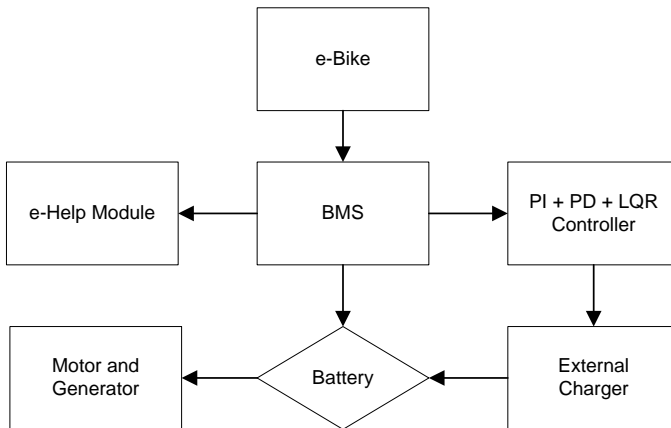 e-Bike
e-Help Module
BMS
PI + PD + LQR
Controller
Motor and
Generator
Battery
External
Charger